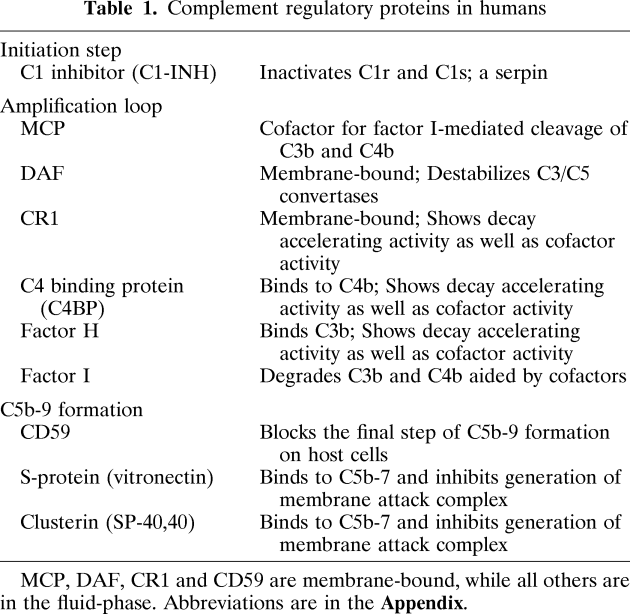 Table 1. Complement regulatory proteins in humans
Initiation step
C1 inhibitor (C1-INH) Inactivates C1r and C1s; a serpin
Amplification loop
MCP Cofactor for factor I-mediated cleavage of
C3b and C4b
DAF Membrane-bound; Destabilizes C3/C5
convertases
CR1 Membrane-bound; Shows decay
accelerating activity as well as cofactor
activity
C4 binding protein Binds to C4b; Shows decay accelerating
(C4BP) activity as well as cofactor activity
Factor H Binds C3b; Shows decay accelerating
activity as well as cofactor activity
Factor I Degrades C3b and C4b aided by cofactors
C5b-9 formation
CD59 Blocks the final step of C5b-9 formation
on host cells
S-protein (vitronectin) Binds to C5b-7 and inhibits generation of
membrane attack complex
Clusterin (SP-40,40) Binds to C5b-7 and inhibits generation of
membrane attack complex
MCP, DAF, CR1 and CD59 are membrane-bound, while all others are
in the fluid-phase. Abbreviations are in the Appendix.